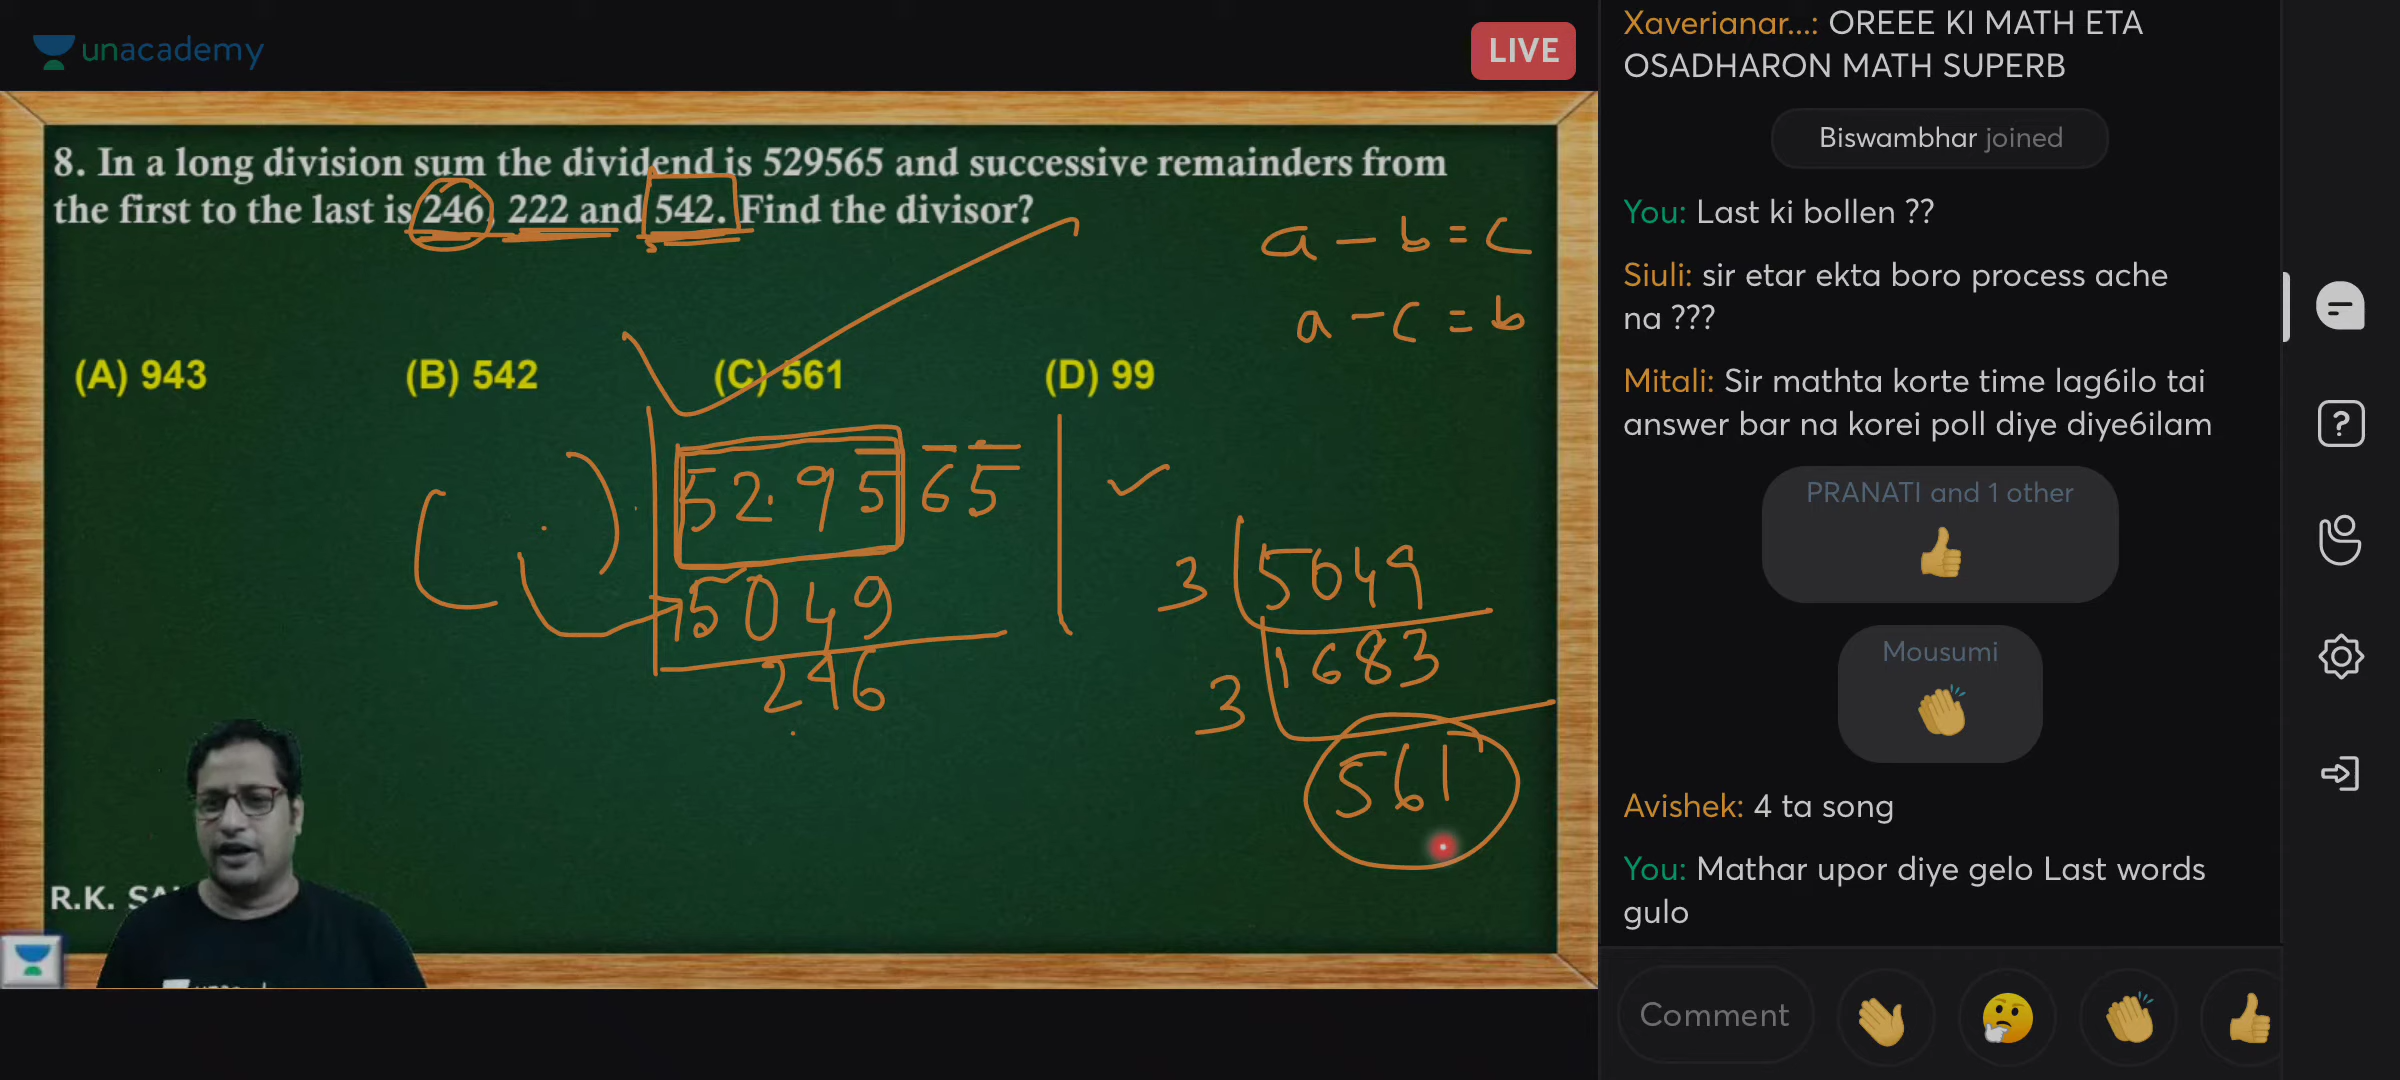 unacademy
LIVE
8. In a long division sum the dividend is 529565 and successive remainders from
the first to the last is 246, 222 and 542. Find the divisor?
a - b = c
a - c = b
(A) 943
(B) 542
(C) 561
(D) 99
529565
5049
246
3 5049
3 1683
561
R.K.
Xaverianar...: OREEE KI MATH ETA
OSADHARON MATH SUPERB
Biswambhar joined
You: Last ki bollen ??
Siuli: sir etar ekta boro process ache
na ???
Mitali: Sir mathta korte time lag6ilo tai
answer bar na korei poll diye diye6ilam
PRANATI and 1 other
Mousumi
Avishek: 4 ta song
You: Mathar upor diye gelo Last words
gulo
Comment